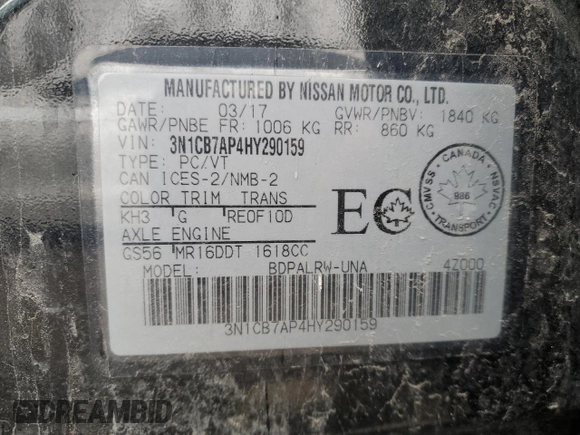 MANUFACTURED BY NISSAN MOTOR CO., LTD.
DATE: 03/17 GVWR/PNBV: 1840 KG
GAWR/PNBE FR: 1006 KG RR: 860 KG
VIN: 3N1CB7AP4HY290159
TYPE: PC/VT
CAN ICES-2/NMB-2
COLOR TRIM TRANS
KH3 G RE0F10D
AXLE ENGINE
GS56 MR16DDT 1618CC
MODEL: BDPALRW-UNA 4Z000
3N1CB7AP4HY290159
EC
CANADA
CMVSS
NSVAC
986
TRANSPORT
DREAMBID